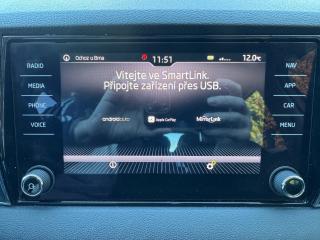 Ochoz u Brna
11:51
12.0°C
RADIO
MEDIA
PHONE
VOICE
Vítejte ve SmartLink.
Připojte zařízení přes USB.
androidauto
Apple CarPlay
MirrorLink
NAV
APP
CAR
MENU